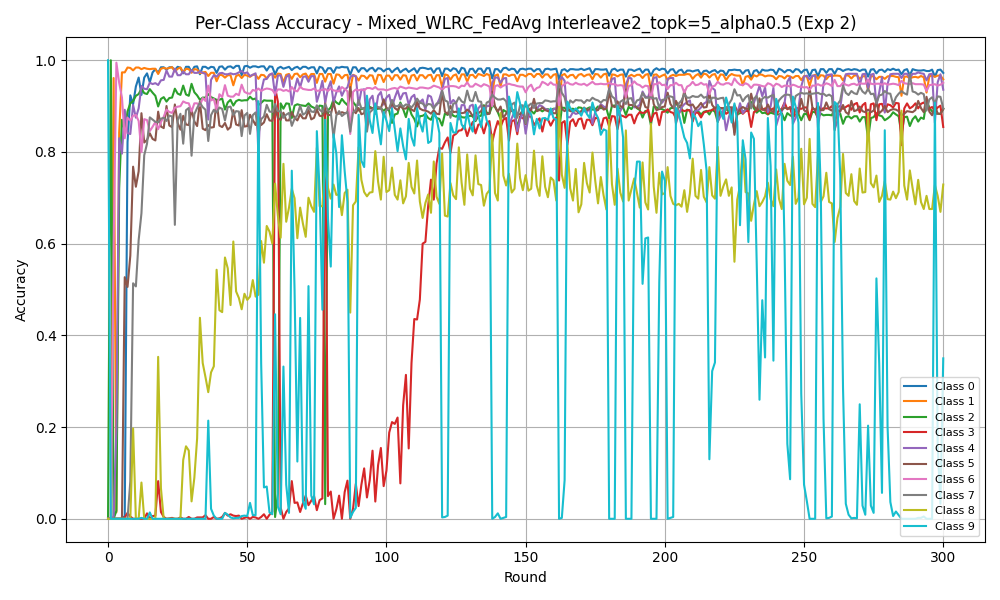 Per-Class Accuracy - Mixed_WLRC_FedAvg Interleave2_topk=5_alpha0.5 (Exp 2)
Accuracy
1.0
0.8
0.6
0.4
0.2
0.0
0 50 100 150 200 250 300
Round
Class 0
Class 1
Class 2
Class 3
Class 4
Class 5
Class 6
Class 7
Class 8
Class 9